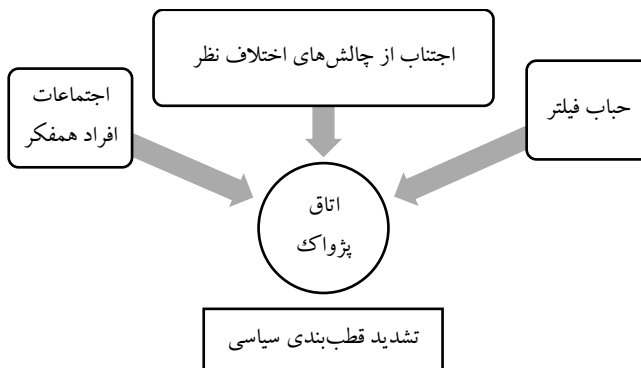 اجتناب از چالش‌های اختلاف نظر
حباب فیلتر
اجتماعات
افراد همفکر
اتاق
پژواک
تشدید قطب‌بندی سیاسی